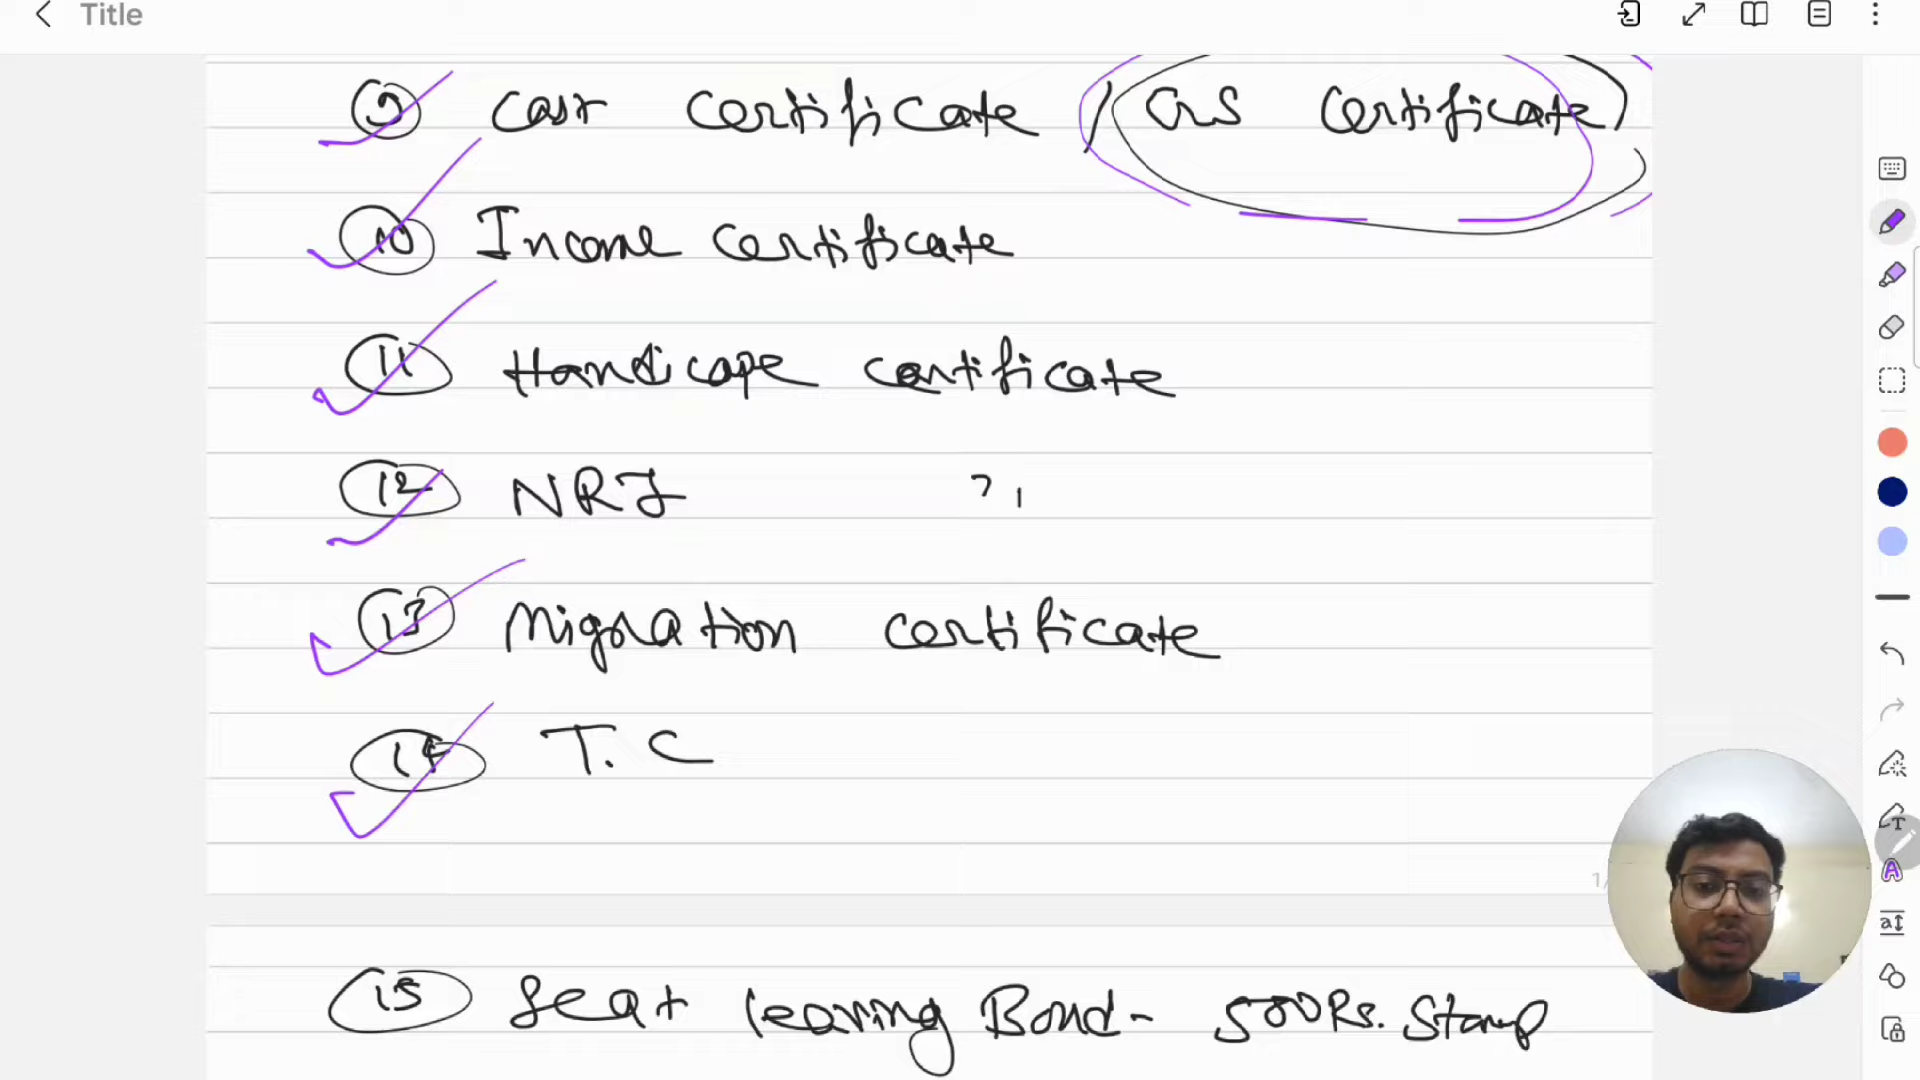 Title
9 Cast Certificate / GS Certificate
10 Income Certificate
11 Handicape certificate
12 NRI
13 Migration certificate
14 T.C
15 Seat leaving Bond - 500Rs. Stamp